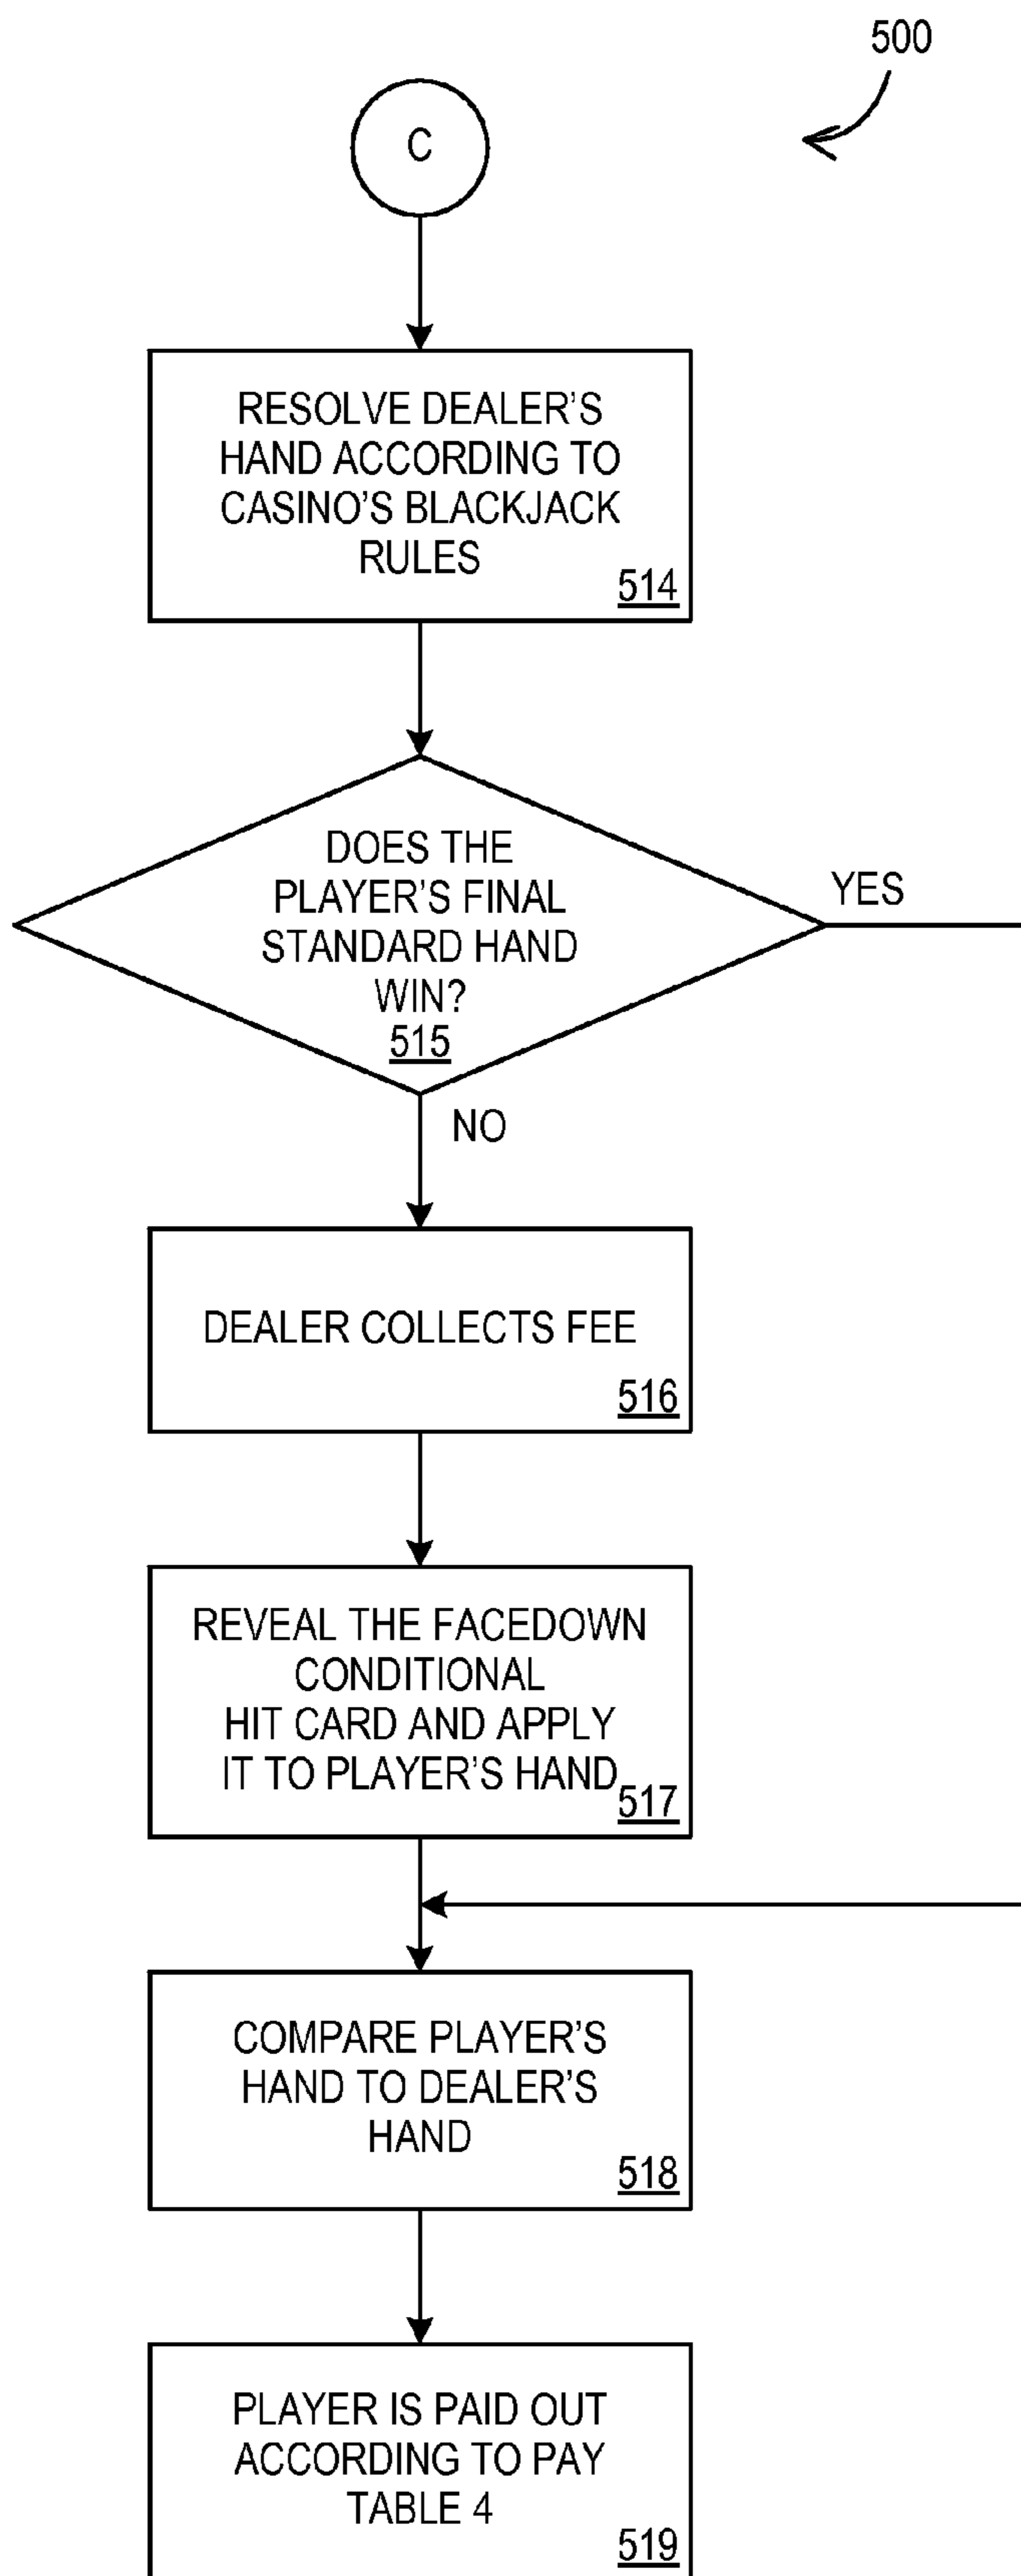 500
C
RESOLVE DEALER'S
HAND ACCORDING TO
CASINO'S BLACKJACK
RULES
514
DOES THE
PLAYER'S FINAL
STANDARD HAND
WIN?
515
YES
NO
DEALER COLLECTS FEE
516
REVEAL THE FACEDOWN
CONDITIONAL
HIT CARD AND APPLY
IT TO PLAYER'S HAND
517
COMPARE PLAYER'S
HAND TO DEALER'S
HAND
518
PLAYER IS PAID OUT
ACCORDING TO PAY
TABLE 4
519